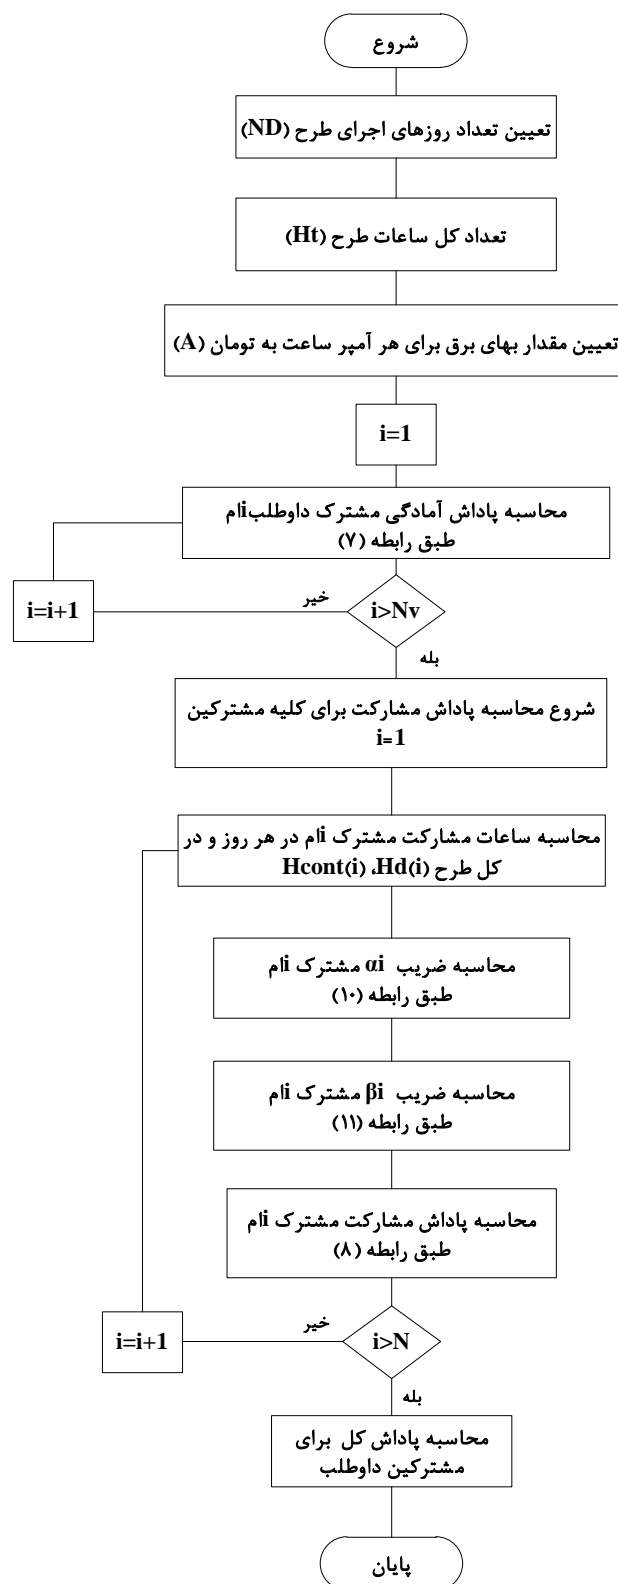 شروع
تعیین تعداد روزهای اجرای طرح (ND)
تعداد کل ساعات طرح (Ht)
تعیین مقدار بهای برق برای هر آمپر ساعت به تومان (A)
i=1
محاسبه پاداش آمادگی مشترک داوطلب iام
طبق رابطه (۷)
i>Nv
خیر
i=i+1
بله
شروع محاسبه پاداش مشارکت برای کلیه مشترکین
i=1
محاسبه ساعات مشارکت مشترک iام در هر روز و در
کل طرح Hcont(i) ،Hd(i)
محاسبه ضریب αi مشترک iام
طبق رابطه (۱۰)
محاسبه ضریب βi مشترک iام
طبق رابطه (۱۱)
محاسبه پاداش مشارکت مشترک iام
طبق رابطه (۸)
i>N
خیر
i=i+1
بله
محاسبه پاداش کل برای
مشترکین داوطلب
پایان